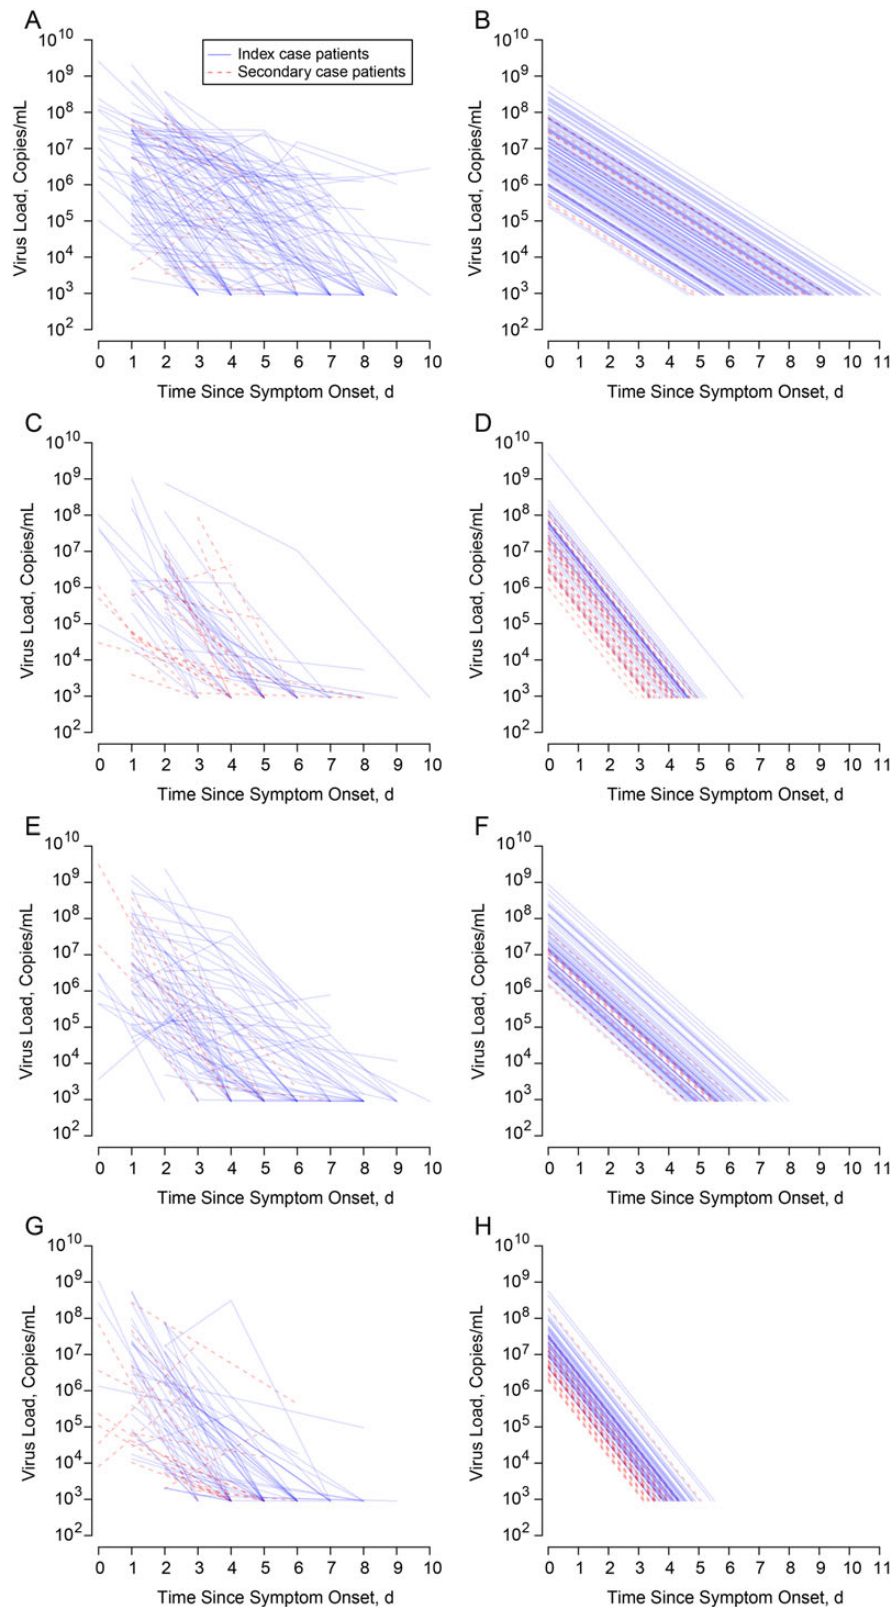 A
B
Index case patients
Secondary case patients
10^10
10^9
10^8
10^7
10^6
10^5
10^4
10^3
10^2
Virus Load, Copies/mL
0 1 2 3 4 5 6 7 8 9 10
Time Since Symptom Onset, d
10^10
10^9
10^8
10^7
10^6
10^5
10^4
10^3
10^2
Virus Load, Copies/mL
0 1 2 3 4 5 6 7 8 9 10 11
Time Since Symptom Onset, d
C
D
10^10
10^9
10^8
10^7
10^6
10^5
10^4
10^3
10^2
Virus Load, Copies/mL
0 1 2 3 4 5 6 7 8 9 10
Time Since Symptom Onset, d
10^10
10^9
10^8
10^7
10^6
10^5
10^4
10^3
10^2
Virus Load, Copies/mL
0 1 2 3 4 5 6 7 8 9 10 11
Time Since Symptom Onset, d
E
F
10^10
10^9
10^8
10^7
10^6
10^5
10^4
10^3
10^2
Virus Load, Copies/mL
0 1 2 3 4 5 6 7 8 9 10
Time Since Symptom Onset, d
10^10
10^9
10^8
10^7
10^6
10^5
10^4
10^3
10^2
Virus Load, Copies/mL
0 1 2 3 4 5 6 7 8 9 10 11
Time Since Symptom Onset, d
G
H
10^10
10^9
10^8
10^7
10^6
10^5
10^4
10^3
10^2
Virus Load, Copies/mL
0 1 2 3 4 5 6 7 8 9 10
Time Since Symptom Onset, d
10^10
10^9
10^8
10^7
10^6
10^5
10^4
10^3
10^2
Virus Load, Copies/mL
0 1 2 3 4 5 6 7 8 9 10 11
Time Since Symptom Onset, d